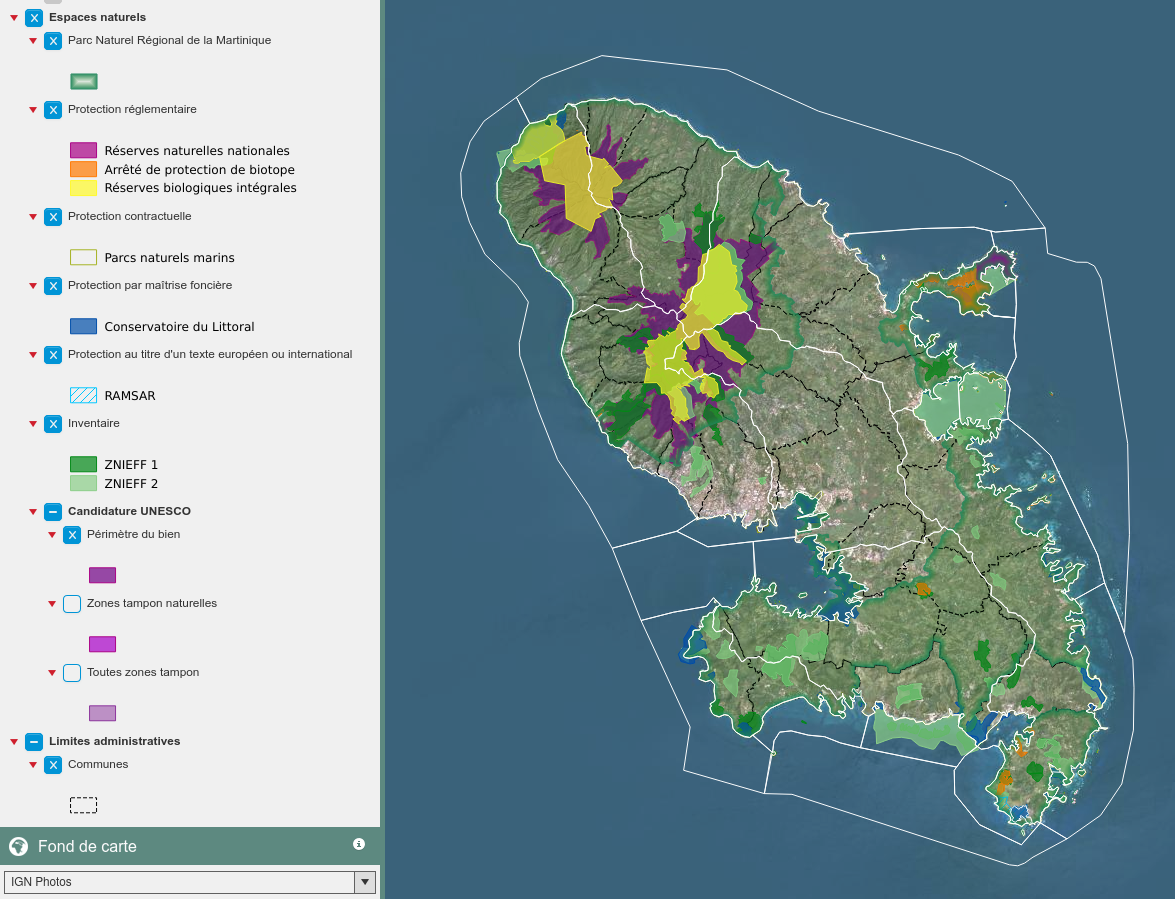 Espaces naturels
Parc Naturel Régional de la Martinique
Protection réglementaire
Réserves naturelles nationales
Arrêté de protection de biotope
Réserves biologiques intégrales
Protection contractuelle
Parcs naturels marins
Protection par maîtrise foncière
Conservatoire du Littoral
Protection au titre d'un texte européen ou international
RAMSAR
Inventaire
ZNIEFF 1
ZNIEFF 2
Candidature UNESCO
Périmètre du bien
Zones tampon naturelles
Toutes zones tampon
Limites administratives
Communes
Fond de carte
IGN Photos